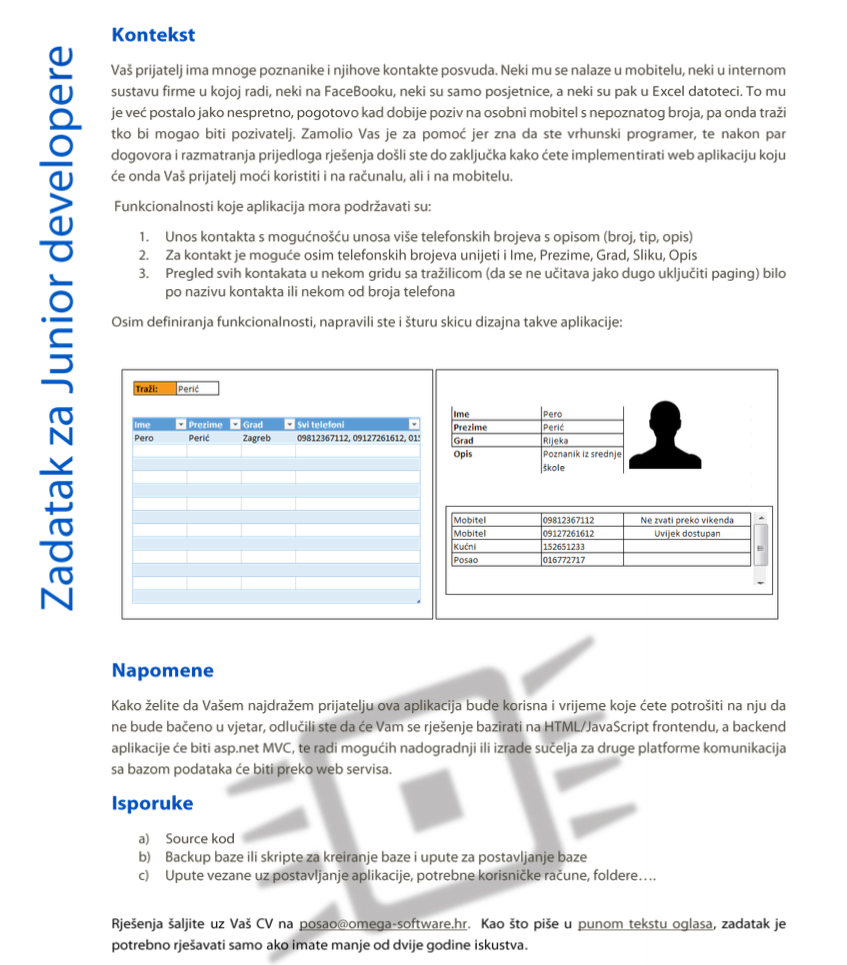 Zadatak za Junior developere
Kontekst
Vaš prijatelj ima mnoge poznanike i njihove kontakte posvuda. Neki mu se nalaze u mobitelu, neki u internom
sustavu firme u kojoj radi, neki na FaceBooku, neki su samo posjetnice, a neki su pak u Excel datoteci. To mu
je već postalo jako nespretno, pogotovo kad dobije poziv na osobni mobitel s nepoznatog broja, pa onda traži
tko bi mogao biti pozivatelj. Zamolio Vas je za pomoć jer zna da ste vrhunski programer, te nakon par
dogovora i razmatranja prijedloga rješenja došli ste do zaključka kako ćete implementirati web aplikaciju koju
će onda Vaš prijatelj moći koristiti i na računalu, ali i na mobitelu.
Funkcionalnosti koje aplikacija mora podržavati su:
1. Unos kontakta s mogućnošću unosa više telefonskih brojeva s opisom (broj, tip, opis)
2. Za kontakt je moguće osim telefonskih brojeva unijeti i Ime, Prezime, Grad, Sliku, Opis
3. Pregled svih kontakata u nekom gridu sa tražilicom (da se ne učitava jako dugo uključiti paging) bilo
po nazivu kontakta ili nekom od broja telefona
Osim definiranja funkcionalnosti, napravili ste i šturu skicu dizajna takve aplikacije:
Traži: Perić
Ime Prezime Grad Svi telefoni
Pero Perić Zagreb 09812367112, 09127261612, 015
Ime Pero
Prezime Perić
Grad Rijeka
Opis Poznanik iz srednje
škole
Mobitel 09812367112 Ne zvati preko vikenda
Mobitel 09127261612 Uvijek dostupan
Kućni 152651233
Posao 016772717
Napomene
Kako želite da Vašem najdražem prijatelju ova aplikacija bude korisna i vrijeme koje ćete potrošiti na nju da
ne bude bačeno u vjetar, odlučili ste da će Vam se rješenje bazirati na HTML/JavaScript frontendu, a backend
aplikacije će biti asp.net MVC, te radi mogućih nadogradnji ili izrade sučelja za druge platforme komunikacija
sa bazom podataka će biti preko web servisa.
Isporuke
a) Source kod
b) Backup baze ili skripte za kreiranje baze i upute za postavljanje baze
c) Upute vezane uz postavljanje aplikacije, potrebne korisničke račune, foldere….
Rješenja šaljite uz Vaš CV na posao@omega-software.hr. Kao što piše u punom tekstu oglasa, zadatak je
potrebno rješavati samo ako imate manje od dvije godine iskustva.